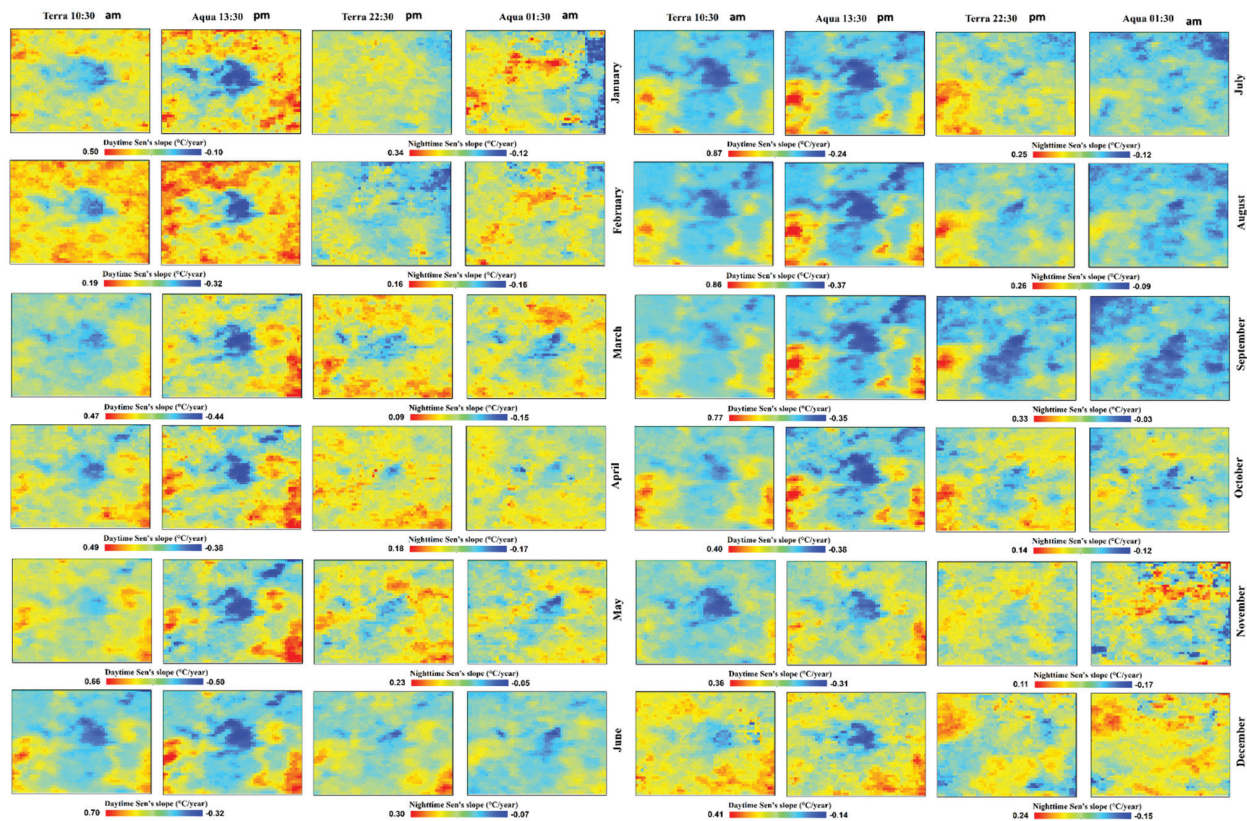 Terra 10:30 am Aqua 13:30 pm Terra 22:30 pm Aqua 01:30 am Terra 10:30 am Aqua 13:30 pm Terra 22:30 pm Aqua 01:30 am
January July
Daytime Sen's slope (°C/year) Nighttime Sen's slope (°C/year) Daytime Sen's slope (°C/year) Nighttime Sen's slope (°C/year)
0.50 -0.10 0.34 -0.12 0.87 -0.24 0.25 -0.12
February August
Daytime Sen's slope (°C/year) Nighttime Sen's slope (°C/year) Daytime Sen's slope (°C/year) Nighttime Sen's slope (°C/year)
0.19 -0.32 0.16 -0.16 0.86 -0.37 0.26 -0.09
March September
Daytime Sen's slope (°C/year) Nighttime Sen's slope (°C/year) Daytime Sen's slope (°C/year) Nighttime Sen's slope (°C/year)
0.47 -0.44 0.09 -0.15 0.77 -0.35 0.33 -0.03
April October
Daytime Sen's slope (°C/year) Nighttime Sen's slope (°C/year) Daytime Sen's slope (°C/year) Nighttime Sen's slope (°C/year)
0.49 -0.38 0.18 -0.17 0.40 -0.38 0.14 -0.12
May November
Daytime Sen's slope (°C/year) Nighttime Sen's slope (°C/year) Daytime Sen's slope (°C/year) Nighttime Sen's slope (°C/year)
0.66 -0.50 0.23 -0.05 0.36 -0.31 0.11 -0.17
June December
Daytime Sen's slope (°C/year) Nighttime Sen's slope (°C/year) Daytime Sen's slope (°C/year) Nighttime Sen's slope (°C/year)
0.70 -0.32 0.30 -0.07 0.41 -0.14 0.24 -0.15